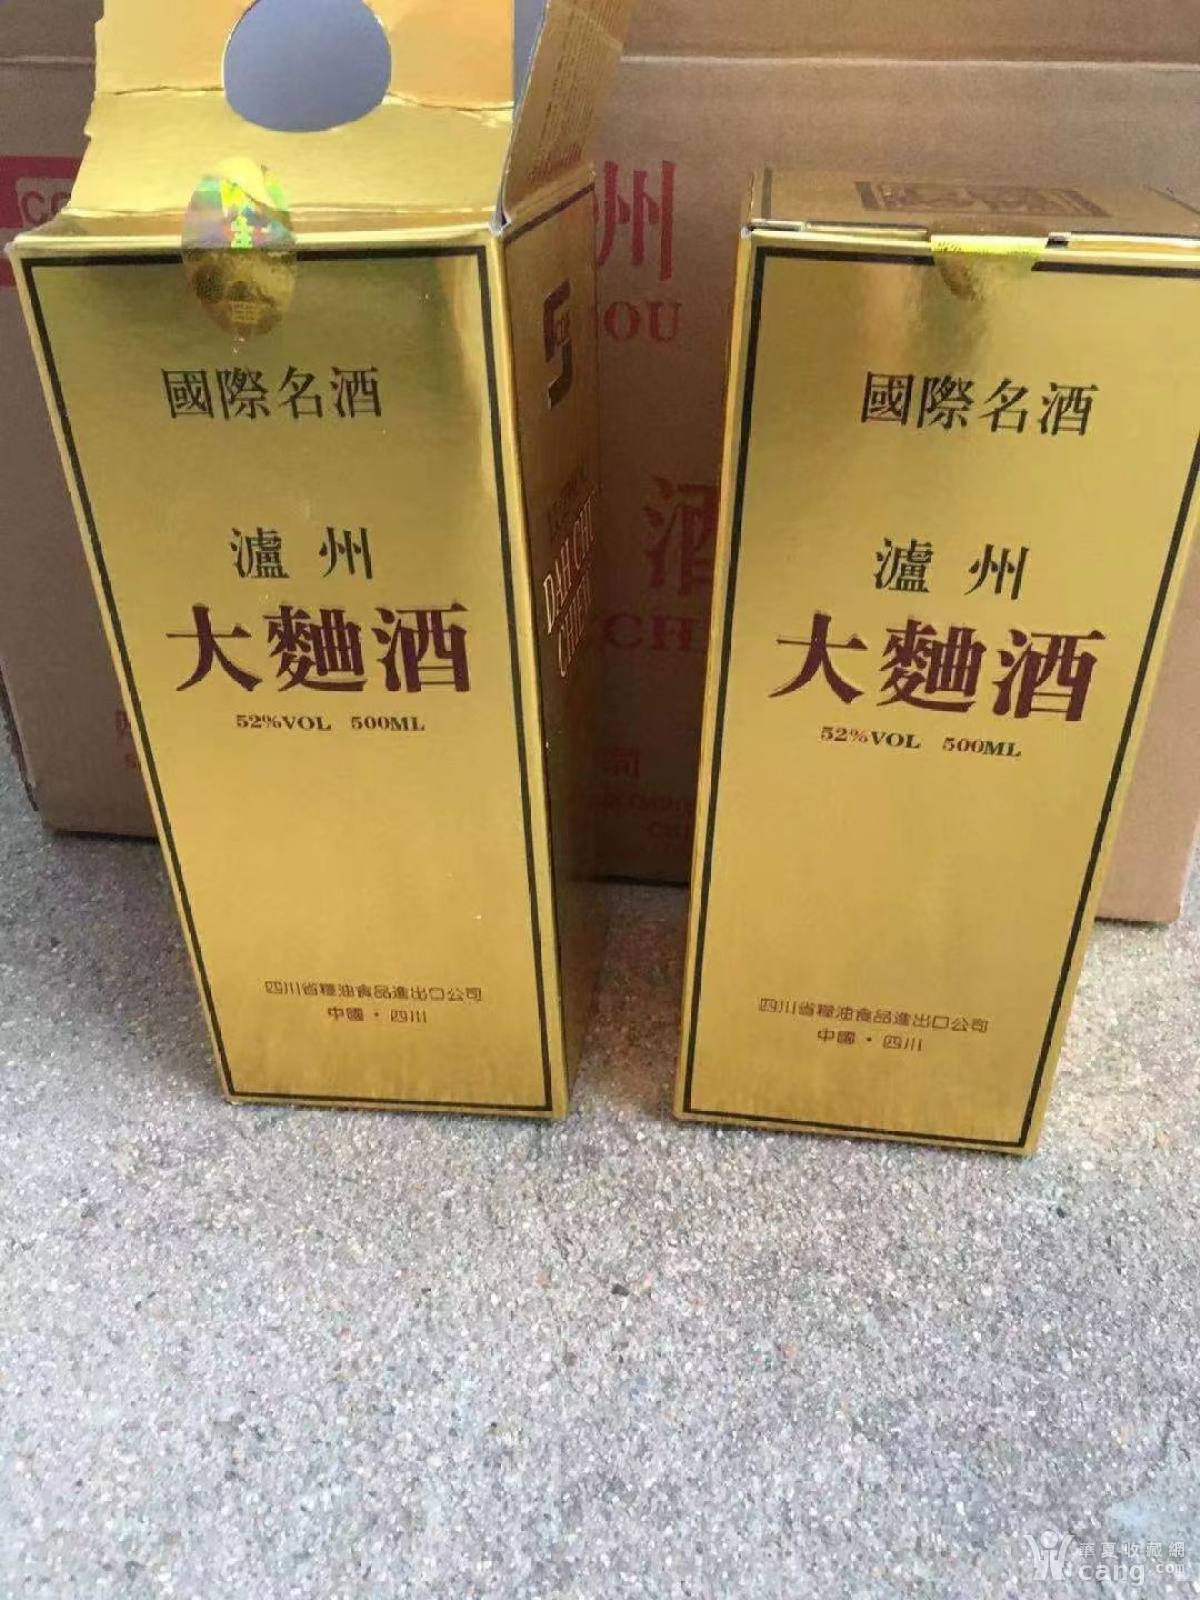 國際名酒
瀘州
大麯酒
52%VOL 500ML
四川省糧油食品進出口公司
中國·四川
DAH CHU
CHIEW
國際名酒
瀘州
大麯酒
52%VOL 500ML
四川省糧油食品進出口公司
中國·四川
州
OU
酒
CH
司
華夏收藏網
cang.com